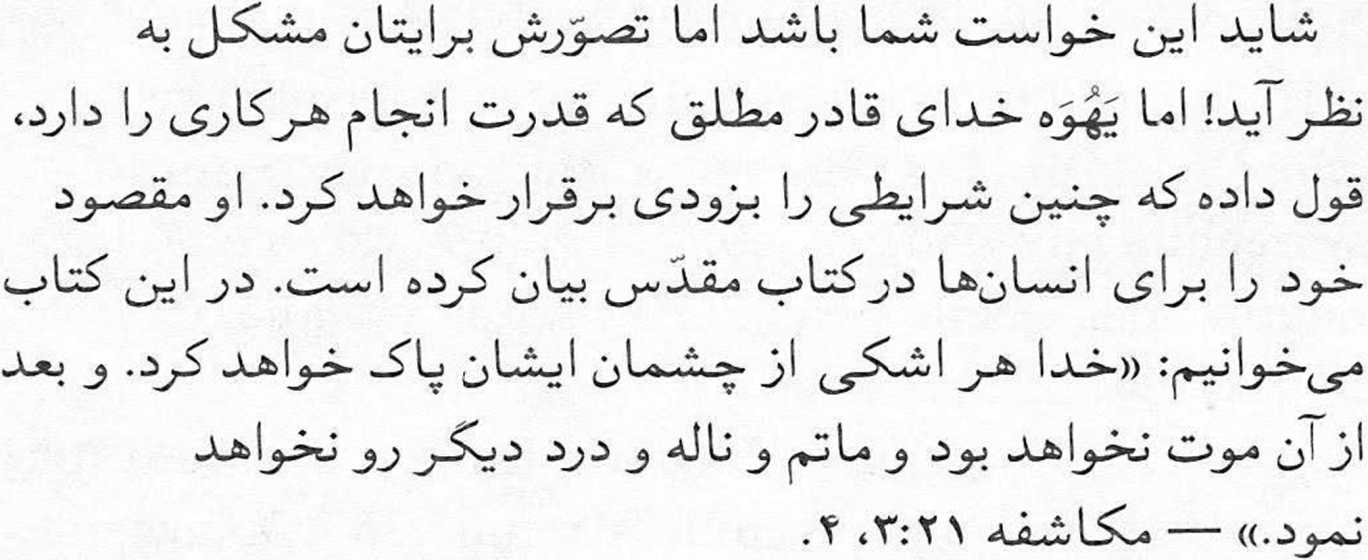 شاید این خواست شما باشد اما تصوّرش برایتان مشکل به
نظر آید! اما یَهُوَه خدای قادر مطلق که قدرت انجام هر کاری را دارد،
قول داده که چنین شرایطی را بزودی برقرار خواهد کرد. او مقصود
خود را برای انسان‌ها در کتاب مقدّس بیان کرده است. در این کتاب
می‌خوانیم: «خدا هر اشکی از چشمان ایشان پاک خواهد کرد. و بعد
از آن موت نخواهد بود و ماتم و ناله و درد دیگر رو نخواهد
نمود.» — مکاشفه ۳:۲۱، ۴.